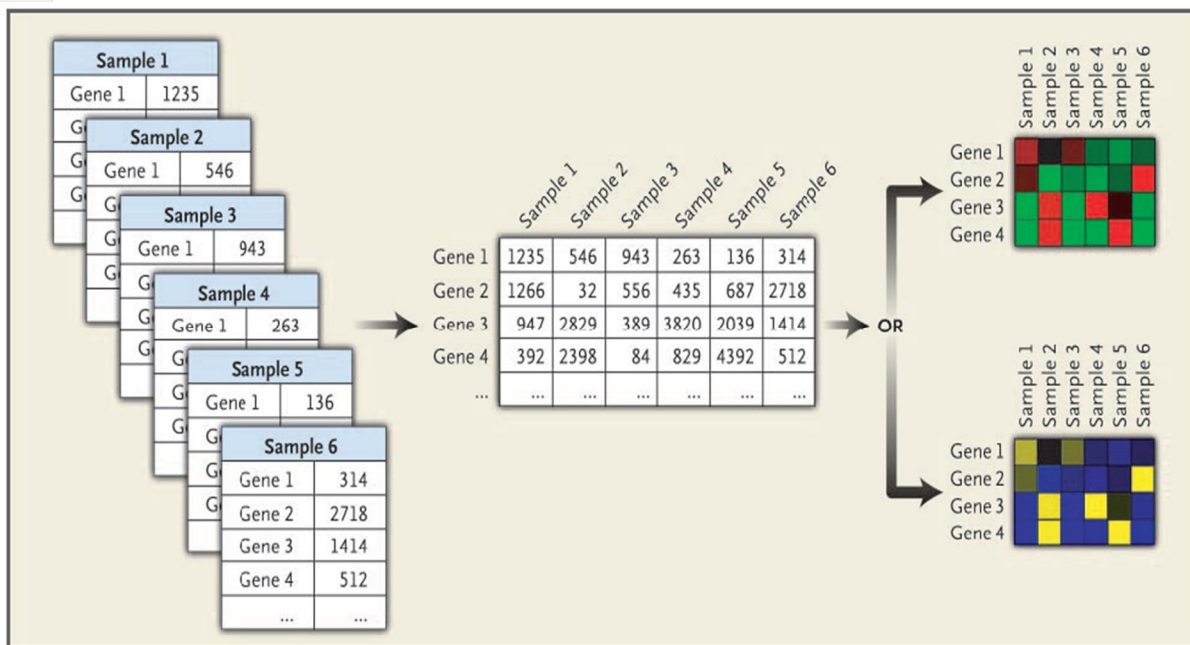 Sample 1
Gene 1 1235
G
G
G
Sample 2
Gene 1 546
G
G
G
Sample 3
Gene 1 943
G
G
G
Sample 4
Gene 1 263
G
G
G
Sample 5
Gene 1 136
G
G
G
Sample 6
Gene 1 314
Gene 2 2718
Gene 3 1414
Gene 4 512
... ...
Sample 1 Sample 2 Sample 3 Sample 4 Sample 5 Sample 6
Gene 1 1235 546 943 263 136 314
Gene 2 1266 32 556 435 687 2718
Gene 3 947 2829 389 3820 2039 1414
Gene 4 392 2398 84 829 4392 512
... ... ... ... ... ... ...
OR
Sample 1 Sample 2 Sample 3 Sample 4 Sample 5 Sample 6
Gene 1
Gene 2
Gene 3
Gene 4
Sample 1 Sample 2 Sample 3 Sample 4 Sample 5 Sample 6
Gene 1
Gene 2
Gene 3
Gene 4